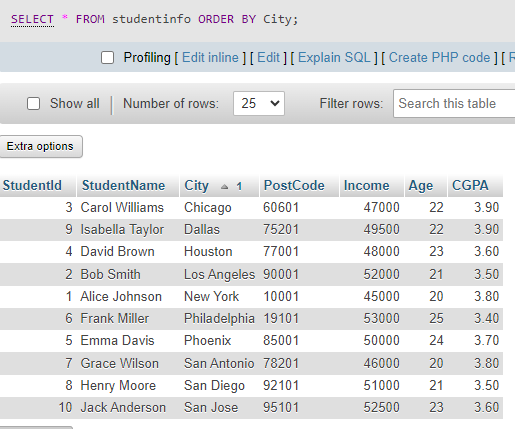 SELECT * FROM studentinfo ORDER BY City;
Profiling [ Edit inline ] [ Edit ] [ Explain SQL ] [ Create PHP code ] [ R
Show all Number of rows: 25 Filter rows: Search this table
Extra options
StudentId StudentName City 1 PostCode Income Age CGPA
3 Carol Williams Chicago 60601 47000 22 3.90
9 Isabella Taylor Dallas 75201 49500 22 3.90
4 David Brown Houston 77001 48000 23 3.60
2 Bob Smith Los Angeles 90001 52000 21 3.50
1 Alice Johnson New York 10001 45000 20 3.80
6 Frank Miller Philadelphia 19101 53000 25 3.40
5 Emma Davis Phoenix 85001 50000 24 3.70
7 Grace Wilson San Antonio 78201 46000 20 3.80
8 Henry Moore San Diego 92101 51000 21 3.50
10 Jack Anderson San Jose 95101 52500 23 3.60